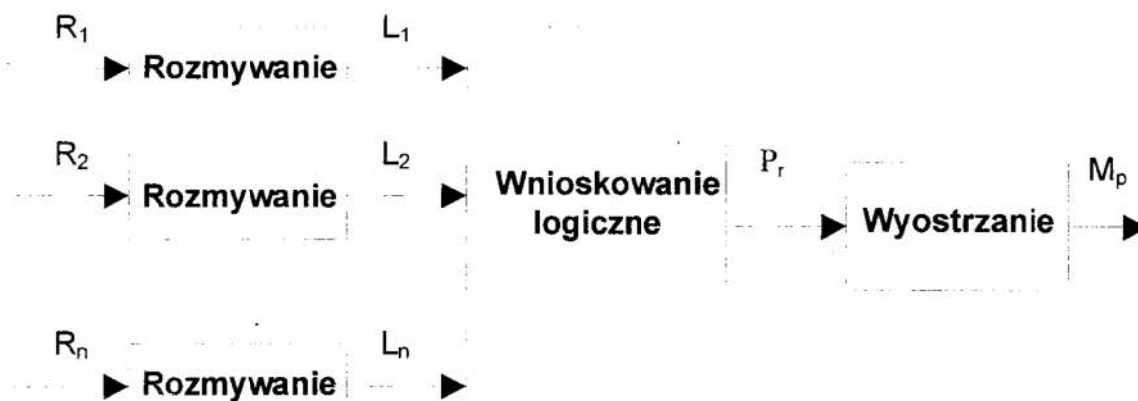 R₁ L₁
Rozmywanie
R₂ L₂ Pᵣ Mₚ
Rozmywanie
Wnioskowanie
logiczne
Wyostrzanie
Rₙ Lₙ
Rozmywanie